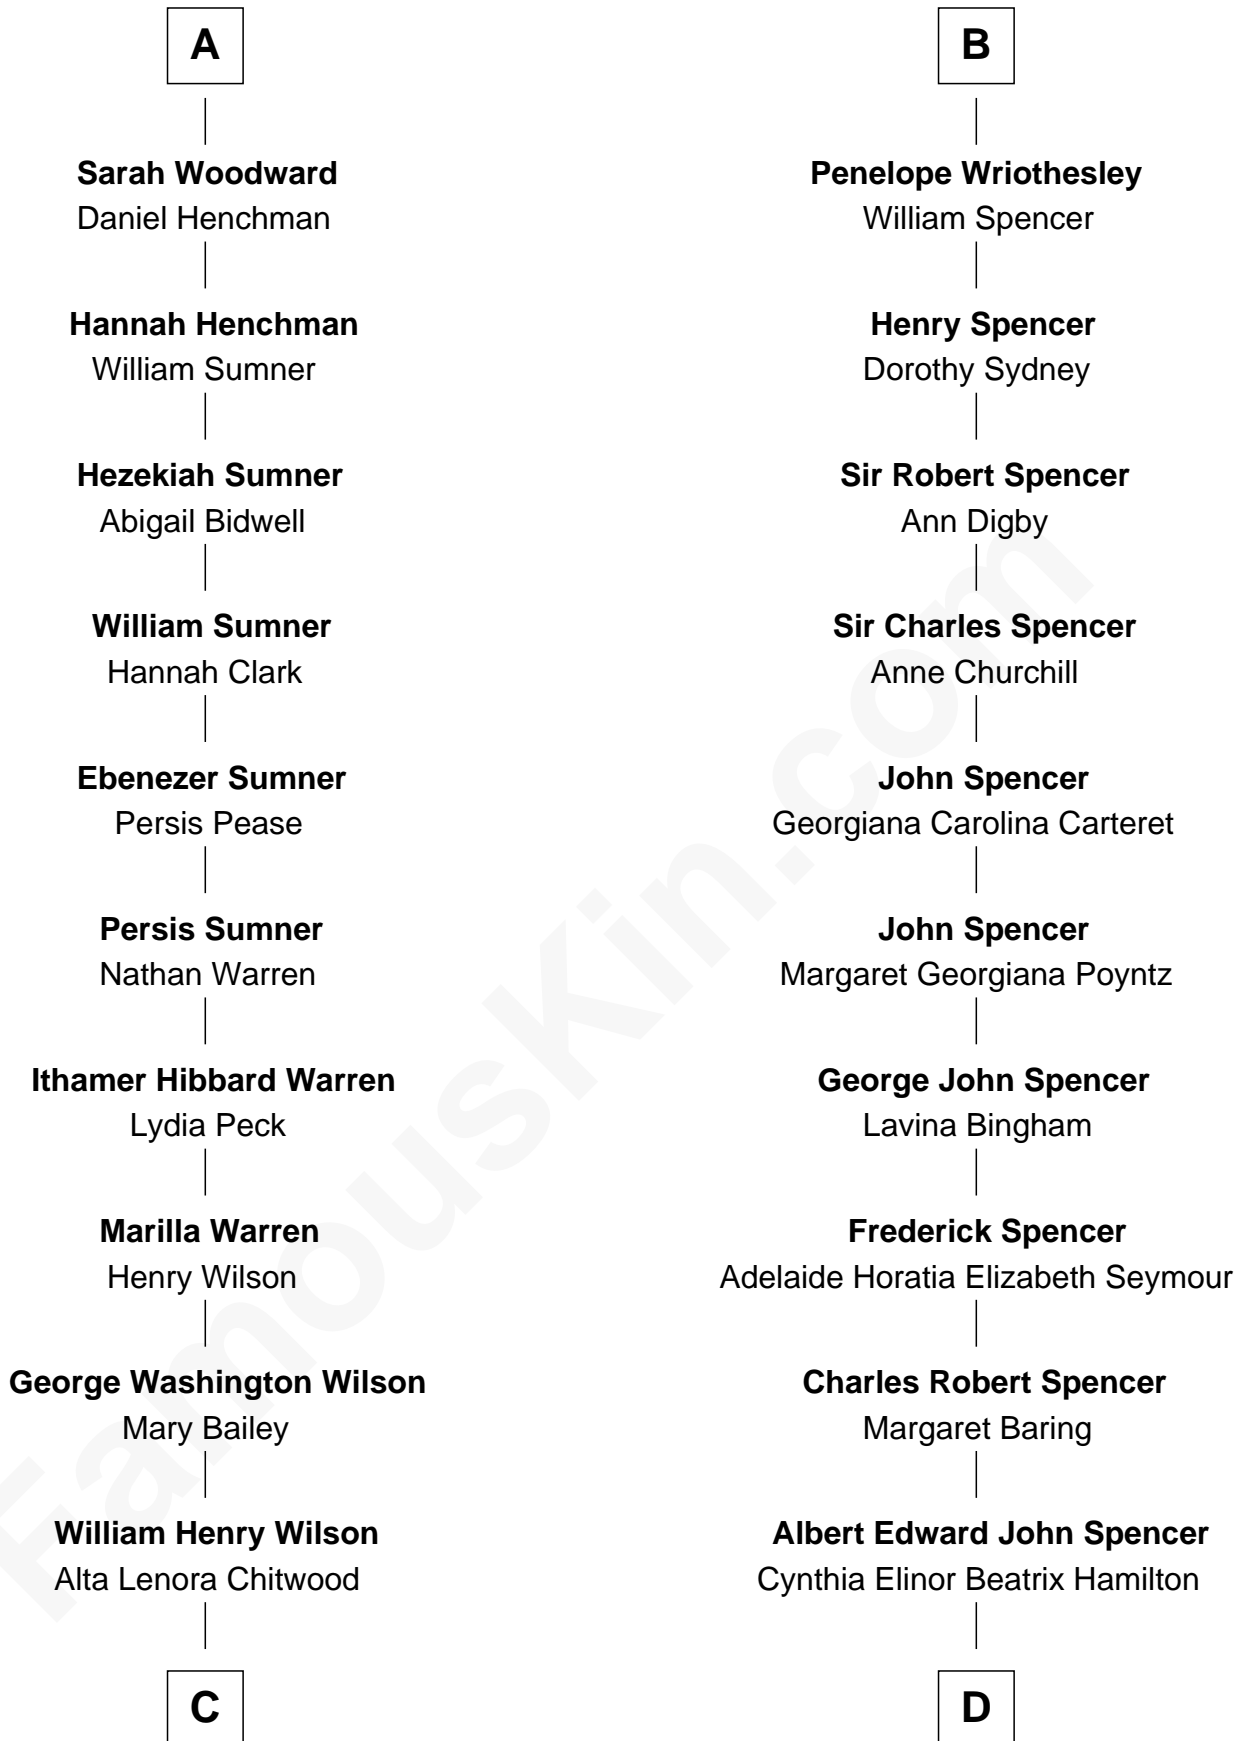 A
Sarah Woodward
Daniel Henchman
Hannah Henchman
William Sumner
Hezekiah Sumner
Abigail Bidwell
William Sumner
Hannah Clark
Ebenezer Sumner
Persis Pease
Persis Sumner
Nathan Warren
Ithamer Hibbard Warren
Lydia Peck
Marilla Warren
Henry Wilson
George Washington Wilson
Mary Bailey
William Henry Wilson
Alta Lenora Chitwood
C
B
Penelope Wriothesley
William Spencer
Henry Spencer
Dorothy Sydney
Sir Robert Spencer
Ann Digby
Sir Charles Spencer
Anne Churchill
John Spencer
Georgiana Carolina Carteret
John Spencer
Margaret Georgiana Poyntz
George John Spencer
Lavina Bingham
Frederick Spencer
Adelaide Horatia Elizabeth Seymour
Charles Robert Spencer
Margaret Baring
Albert Edward John Spencer
Cynthia Elinor Beatrix Hamilton
D
FamousKin.com